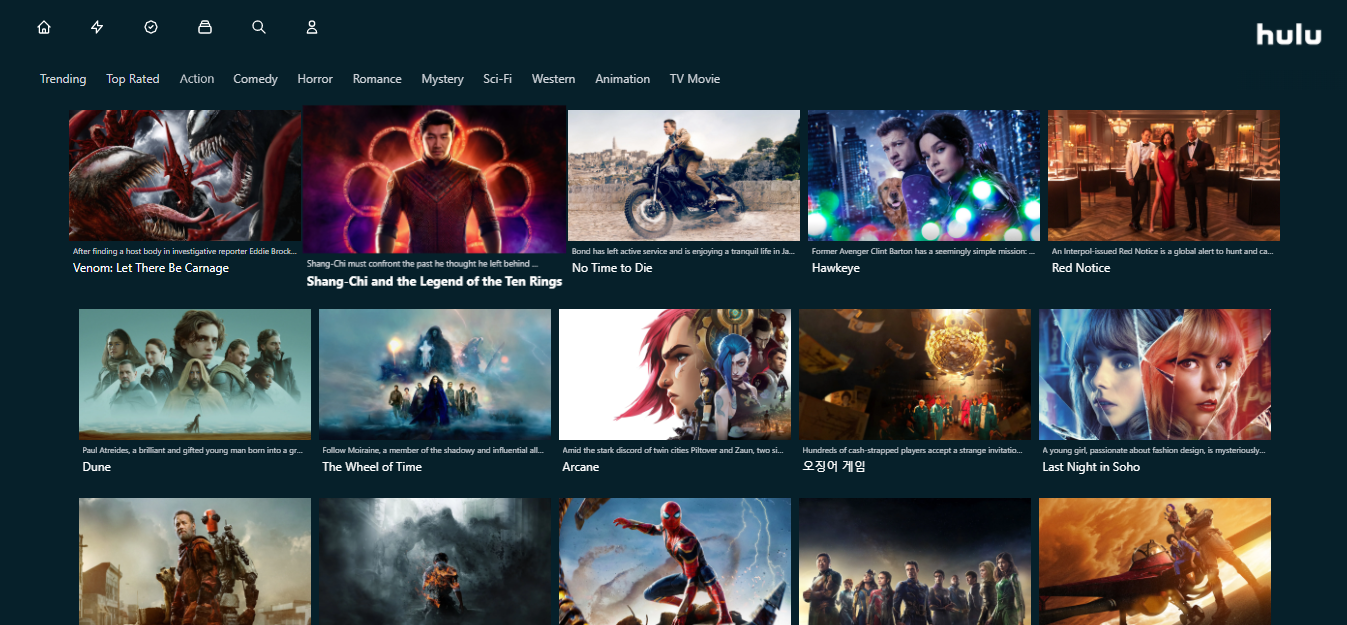 hulu
Trending Top Rated Action Comedy Horror Romance Mystery Sci-Fi Western Animation TV Movie
After finding a host body in investigative reporter Eddie Brock...
Venom: Let There Be Carnage
Shang-Chi must confront the past he thought he left behind ...
Shang-Chi and the Legend of the Ten Rings
Bond has left active service and is enjoying a tranquil life in Ja...
No Time to Die
Former Avenger Clint Barton has a seemingly simple mission: ...
Hawkeye
An Interpol-issued Red Notice is a global alert to hunt and ca...
Red Notice
Paul Atreides, a brilliant and gifted young man born into a gr...
Dune
Follow Moiraine, a member of the shadowy and influential all...
The Wheel of Time
Amid the stark discord of twin cities Piltover and Zaun, two si...
Arcane
Hundreds of cash-strapped players accept a strange invitatio...
오징어 게임
A young girl, passionate about fashion design, is mysteriously...
Last Night in Soho